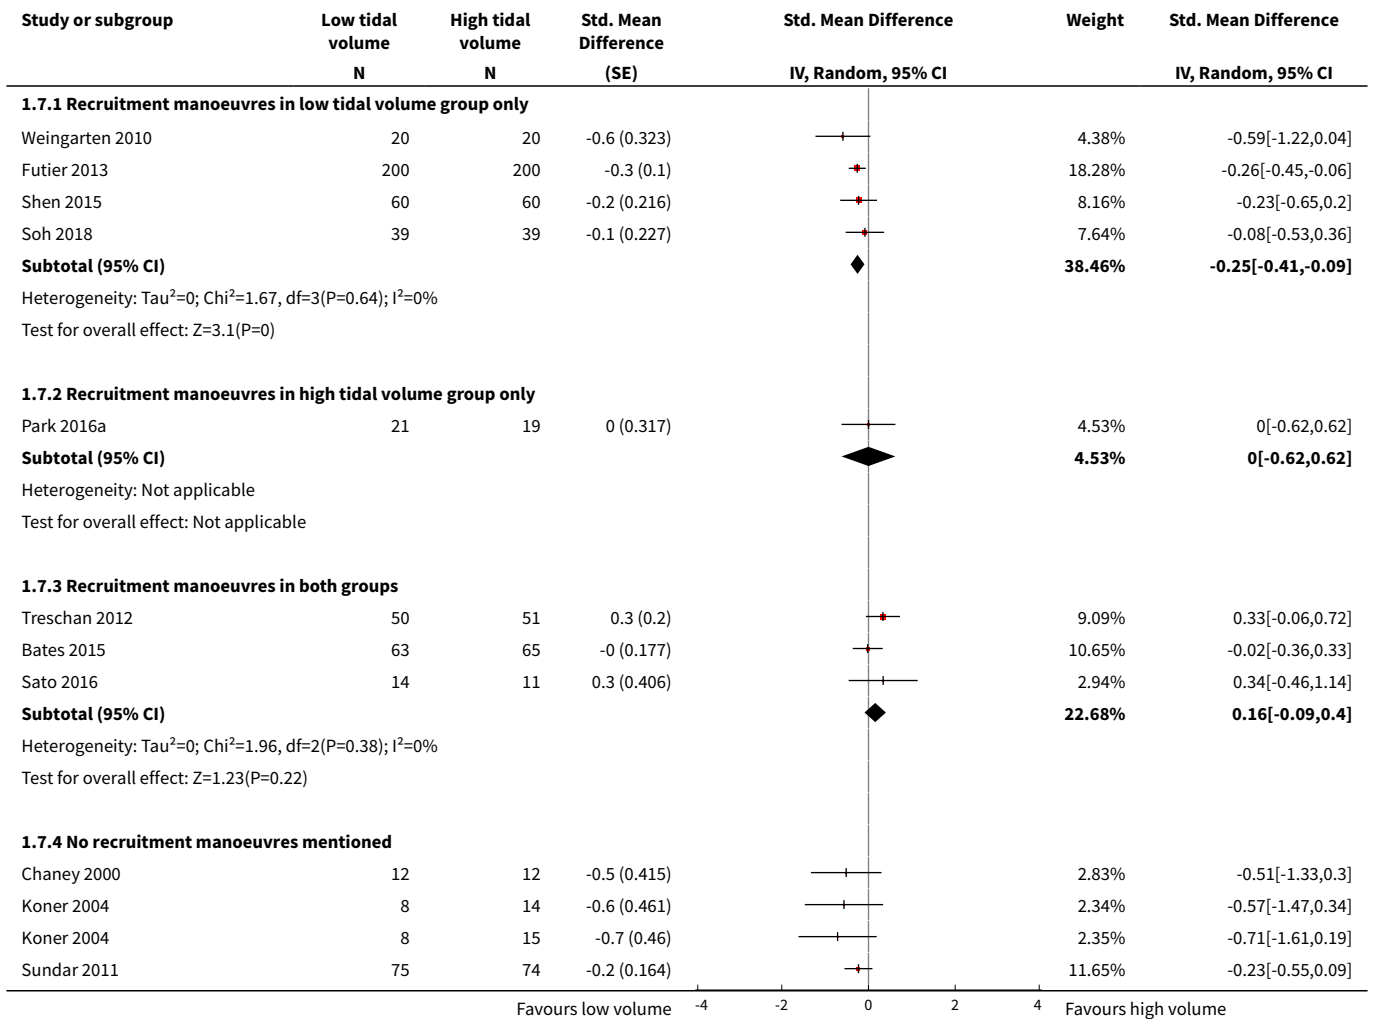 Study or subgroup Low tidal volume High tidal volume Std. Mean Difference Std. Mean Difference Weight Std. Mean Difference
N N (SE) IV, Random, 95% CI IV, Random, 95% CI
1.7.1 Recruitment manoeuvres in low tidal volume group only
Weingarten 2010 20 20 -0.6 (0.323) 4.38% -0.59[-1.22,0.04]
Futier 2013 200 200 -0.3 (0.1) 18.28% -0.26[-0.45,-0.06]
Shen 2015 60 60 -0.2 (0.216) 8.16% -0.23[-0.65,0.2]
Soh 2018 39 39 -0.1 (0.227) 7.64% -0.08[-0.53,0.36]
Subtotal (95% CI) 38.46% -0.25[-0.41,-0.09]
Heterogeneity: Tau²=0; Chi²=1.67, df=3(P=0.64); I²=0%
Test for overall effect: Z=3.1(P=0)
1.7.2 Recruitment manoeuvres in high tidal volume group only
Park 2016a 21 19 0 (0.317) 4.53% 0[-0.62,0.62]
Subtotal (95% CI) 4.53% 0[-0.62,0.62]
Heterogeneity: Not applicable
Test for overall effect: Not applicable
1.7.3 Recruitment manoeuvres in both groups
Treschan 2012 50 51 0.3 (0.2) 9.09% 0.33[-0.06,0.72]
Bates 2015 63 65 -0 (0.177) 10.65% -0.02[-0.36,0.33]
Sato 2016 14 11 0.3 (0.406) 2.94% 0.34[-0.46,1.14]
Subtotal (95% CI) 22.68% 0.16[-0.09,0.4]
Heterogeneity: Tau²=0; Chi²=1.96, df=2(P=0.38); I²=0%
Test for overall effect: Z=1.23(P=0.22)
1.7.4 No recruitment manoeuvres mentioned
Chaney 2000 12 12 -0.5 (0.415) 2.83% -0.51[-1.33,0.3]
Koner 2004 8 14 -0.6 (0.461) 2.34% -0.57[-1.47,0.34]
Koner 2004 8 15 -0.7 (0.46) 2.35% -0.71[-1.61,0.19]
Sundar 2011 75 74 -0.2 (0.164) 11.65% -0.23[-0.55,0.09]
Favours low volume -4 -2 0 2 4 Favours high volume